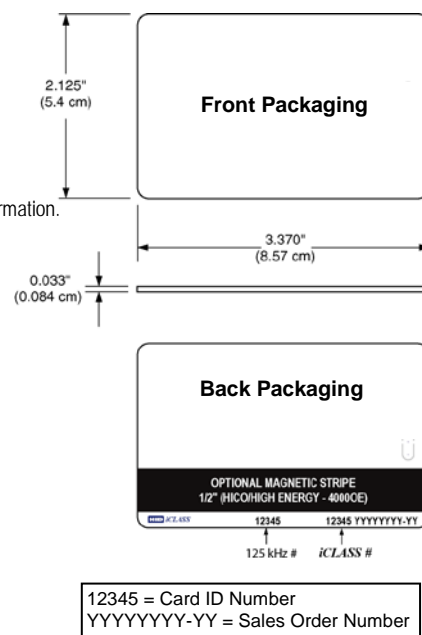 2.125"
(5.4 cm)
Front Packaging
rmation.
3.370"
(8.57 cm)
0.033"
(0.084 cm)
Back Packaging
OPTIONAL MAGNETIC STRIPE
1/2" (HICO/HIGH ENERGY - 4000OE)
HID iCLASS 12345 12345 YYYYYYYY-YY
125 kHz # iCLASS #
12345 = Card ID Number
YYYYYYYY-YY = Sales Order Number